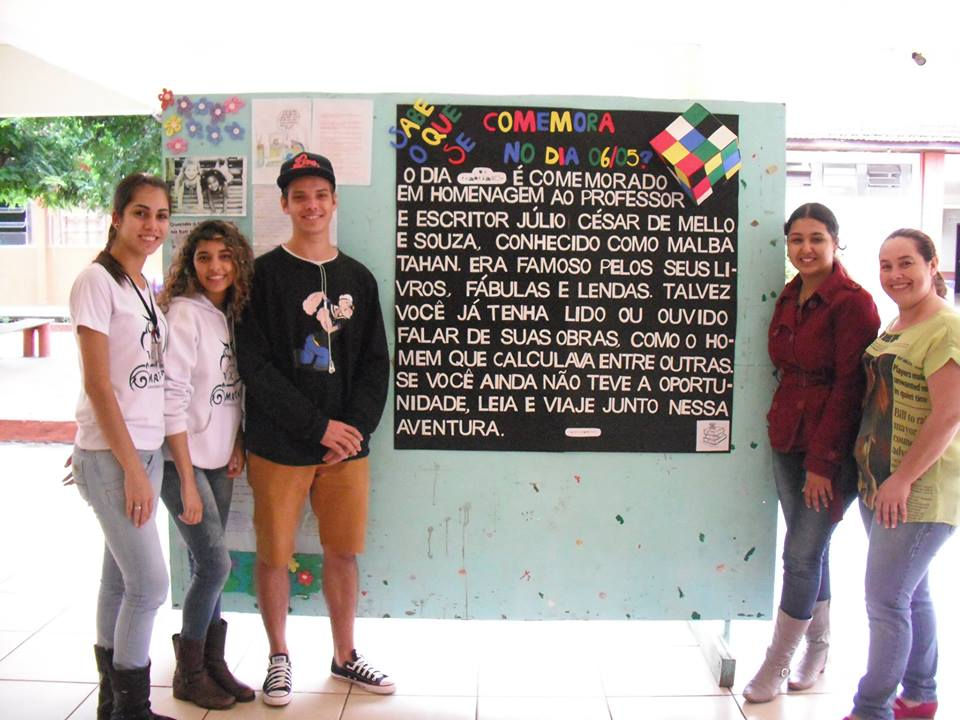 SABE
O QUE
SE
COMEMORA
NO DIA 06/05?
O DIA É COMEMORADO
EM HOMENAGEM AO PROFESSOR
E ESCRITOR JÚLIO CÉSAR DE MELLO
E SOUZA, CONHECIDO COMO MALBA
TAHAN. ERA FAMOSO PELOS SEUS LI-
VROS, FÁBULAS E LENDAS. TALVEZ
VOCÊ JÁ TENHA LIDO OU OUVIDO
FALAR DE SUAS OBRAS, COMO O HO-
MEM QUE CALCULAVA ENTRE OUTRAS.
SE VOCÊ AINDA NÃO TEVE A OPORTU-
NIDADE, LEIA E VIAJE JUNTO NESSA
AVENTURA.